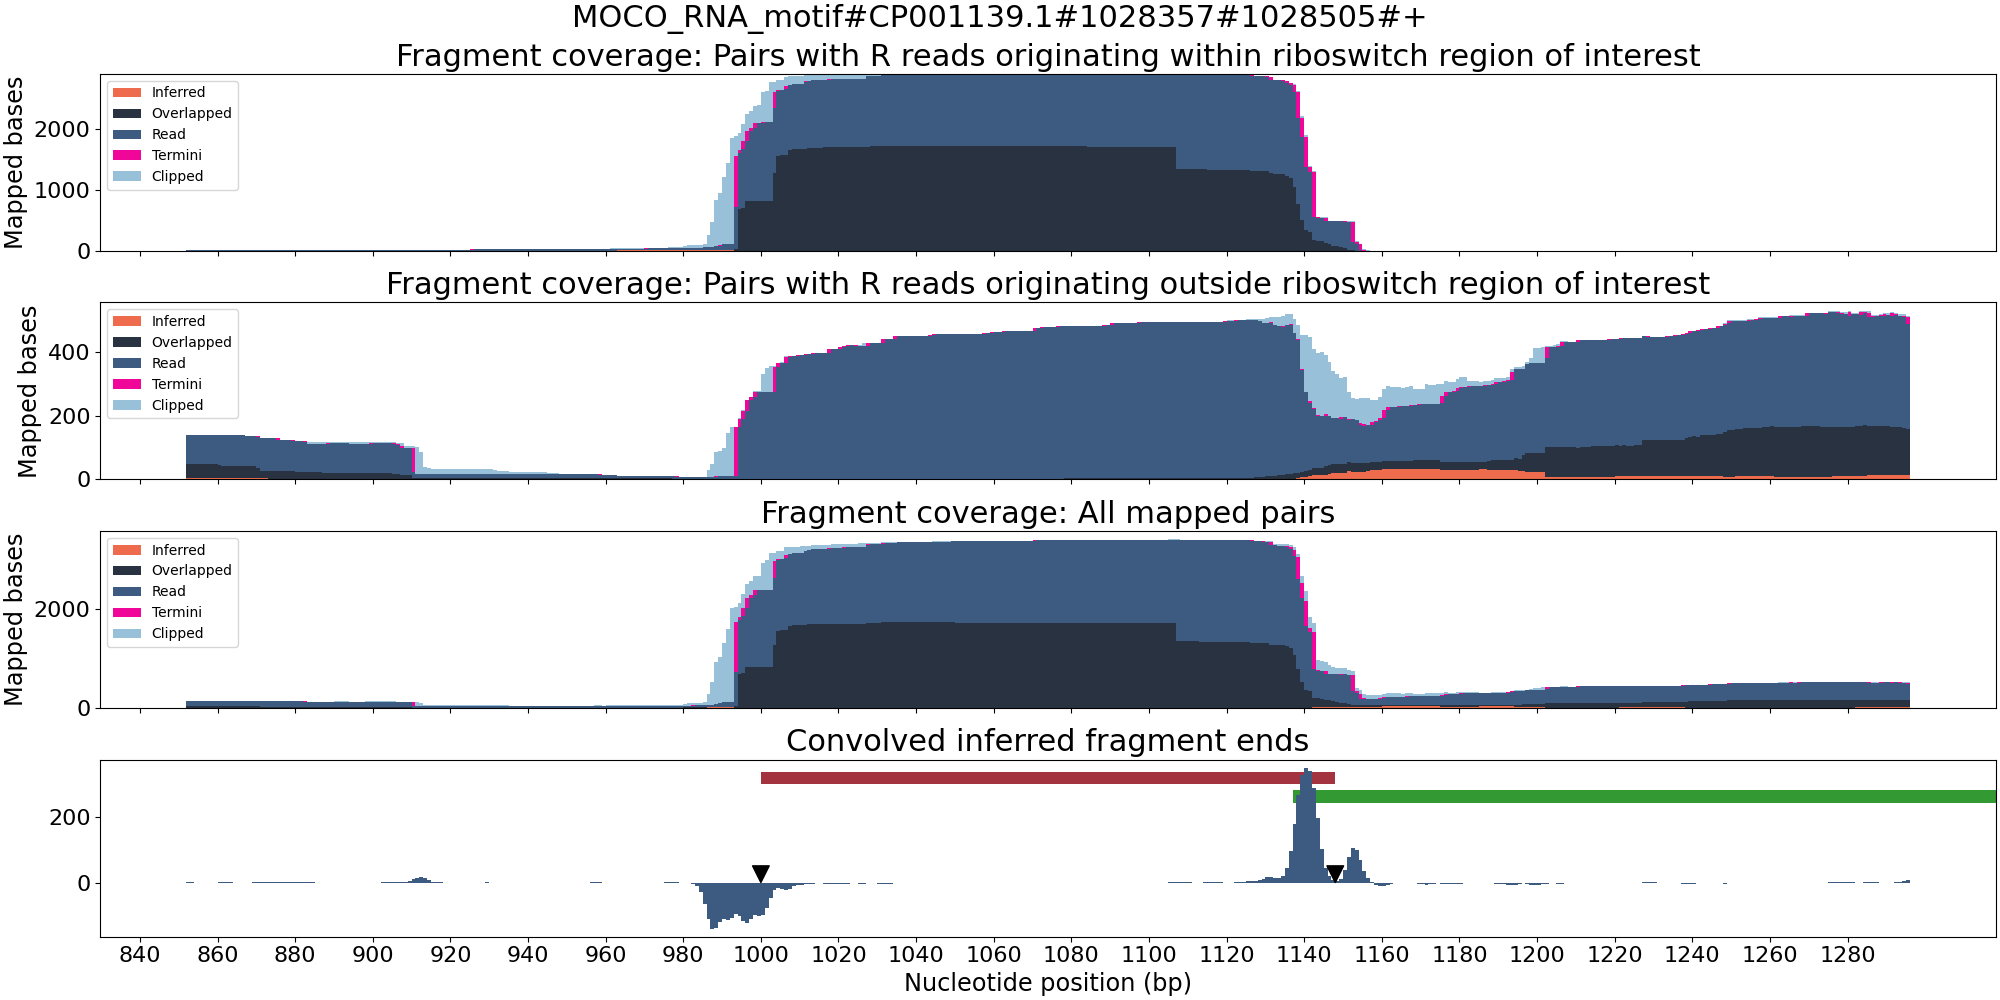 MOCO_RNA_motif#CP001139.1#1028357#1028505#+
Fragment coverage: Pairs with R reads originating within riboswitch region of interest
Mapped bases
2000
1000
0
Inferred
Overlapped
Read
Termini
Clipped
Fragment coverage: Pairs with R reads originating outside riboswitch region of interest
Mapped bases
400
200
0
Inferred
Overlapped
Read
Termini
Clipped
Fragment coverage: All mapped pairs
Mapped bases
2000
0
Inferred
Overlapped
Read
Termini
Clipped
Convolved inferred fragment ends
200
0
840 860 880 900 920 940 960 980 1000 1020 1040 1060 1080 1100 1120 1140 1160 1180 1200 1220 1240 1260 1280
Nucleotide position (bp)